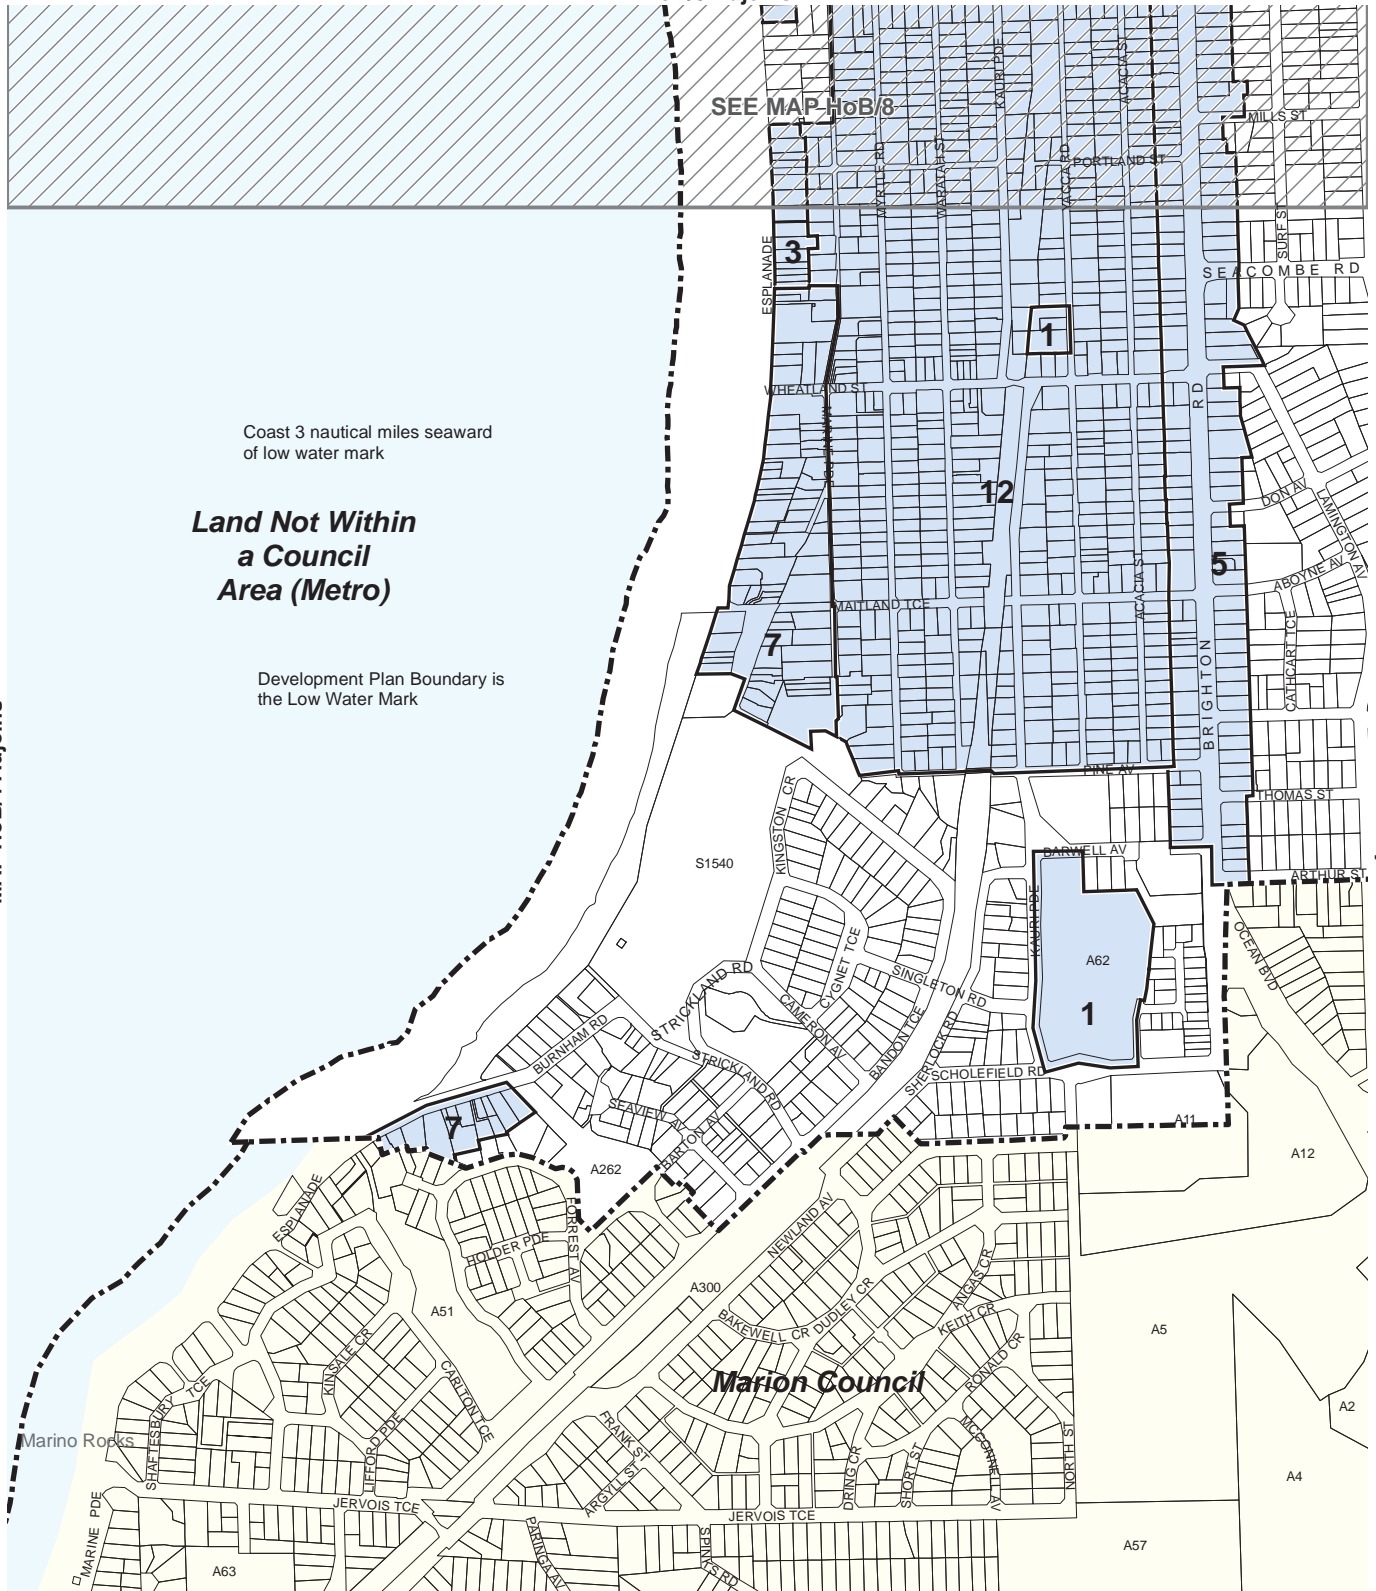 SEE MAP HoB/8
MILLS ST
KAURI PDE
ACACIA ST
MYRTLE RD
WARATAH ST
YACCA RD
PORTLAND ST
SURF ST
SEACOMBE RD
ESPLANADE
3
1
WHEATLAND ST
MARINE PDE
RD
Coast 3 nautical miles seaward
of low water mark
12
DON AV
LAMINGTON AV
Land Not Within
a Council
Area (Metro)
5
ABOYNE AV
ACACIA ST
MAITLAND TCE
CATHCART TCE
7
BRIGHTON
Development Plan Boundary is
the Low Water Mark
PINE AV
THOMAS ST
KINGSTON CR
S1540
BARWELL AV
ARTHUR ST
KAURI PDE
OCEAN BVD
CYGNET TCE
A62
SINGLETON RD
STRICKLAND RD
CAMERON AV
1
BURNHAM RD
STRICKLAND RD
BANDON TCE
SHERLOCK RD
SCHOLEFIELD RD
SEAVIEW AV
BARTON AV
7
A11
A262
A12
ESPLANADE
FORREST AV
HOLDER PDE
NEWLAND AV
A300
ANGAS CR
A51
DUDLEY CR
BAKEWELL CR
KEITH CR
A5
KINSALE CR
RONALD CR
CARLTON TCE
Marion Council
SHAFTESBURY TCE
A2
Marino Rocks
LIFFORD PDE
FRANK ST
MCCONNELL AV
NORTH ST
ARGYLL ST
DRING CR
SHORT ST
A4
JERVOIS TCE
JERVOIS TCE
MARINE PDE
PARINGA AV
SPINKS RD
A57
A63